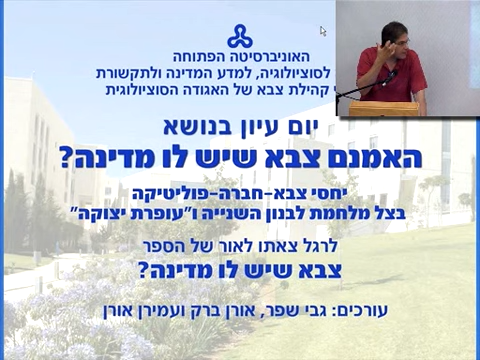 האוניברסיטה הפתוחה
לסוציולוגיה, למדע המדינה ולתקשורת
קהילת צבא של האגודה הסוציולוגית
יום עיון בנושא
האמנם צבא שיש לו מדינה?
יחסי צבא-חברה-פוליטיקה
בצל מלחמת לבנון השנייה ו"עופרת יצוקה"
לרגל צאתו לאור של הספר
צבא שיש לו מדינה?
עורכים: גבי שפר, אורן ברק ועמירן אורן